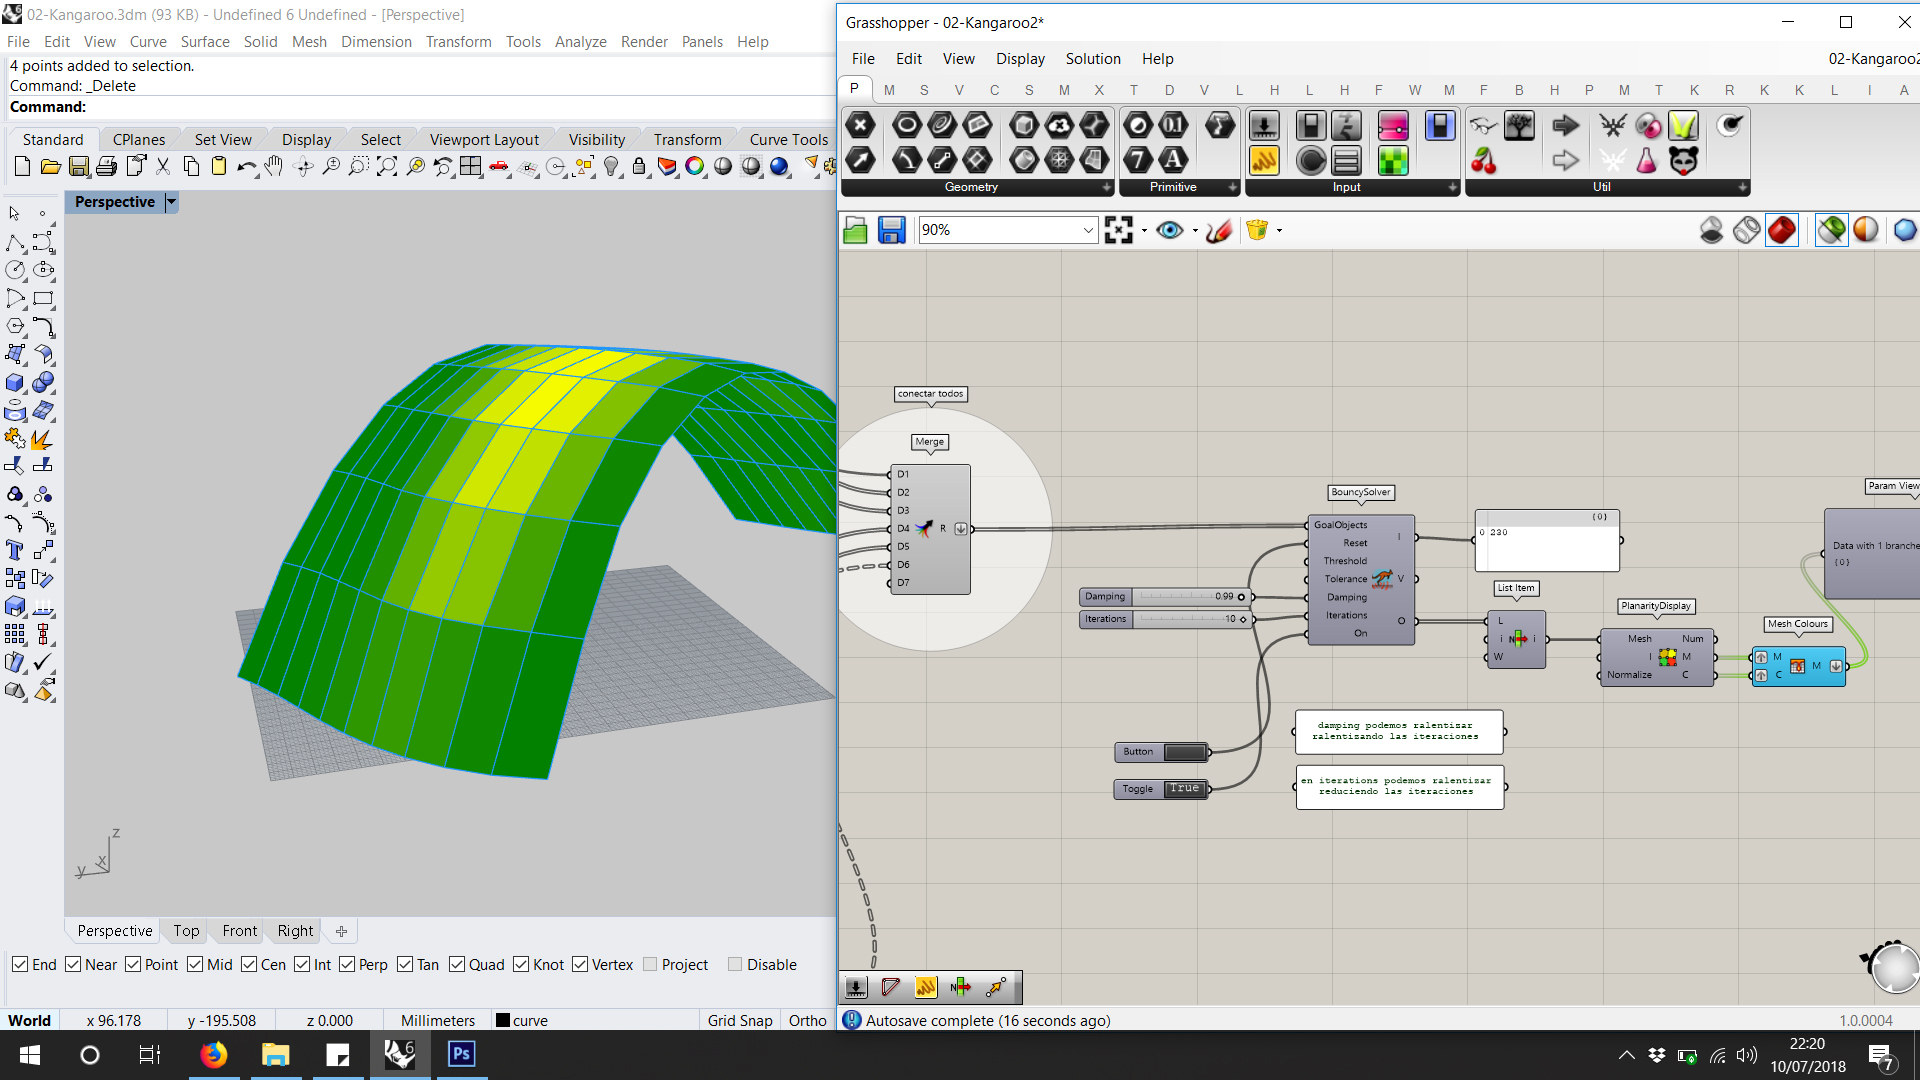 02-Kangaroo.3dm (93 KB) - Undefined 6 Undefined - [Perspective]
File Edit View Curve Surface Solid Mesh Dimension Transform Tools Analyze Render Panels Help
4 points added to selection.
Command: _Delete
Command:
Standard CPlanes Set View Display Select Viewport Layout Visibility Transform Curve Tools
Perspective
z
x
y
Perspective Top Front Right
End Near Point Mid Cen Int Perp Tan Quad Knot Vertex Project Disable
World x 96.178 y -195.508 z 0.000 Millimeters curve Grid Snap Ortho
Grasshopper - 02-Kangaroo2*
File Edit View Display Solution Help 02-Kangaroo2
P M S V C S M X T D V L H L H F W M F B H P M T K R K K L I A
Geometry Primitive Input Util
90%
conectar todos
Merge
D1
D2
D3
D4 R
D5
D6
D7
Damping 0.99
Iterations 10
Button
Toggle True
BouncySolver
GoalObjects
Reset I
Threshold
Tolerance V
Damping
Iterations O
On
{0}
0 230
List Item
L
i i
W
PlanarityDisplay
Mesh Num
I M
Normalize C
Mesh Colours
M M
C
Param View
Data with 1 branche
{0}
damping podemos ralentizar
ralentisando las iteraciones
en iterations podemos ralentizar
reduciendo las iteraciones
Autosave complete (16 seconds ago) 1.0.0004
6
Ps
22:20
10/07/2018
7